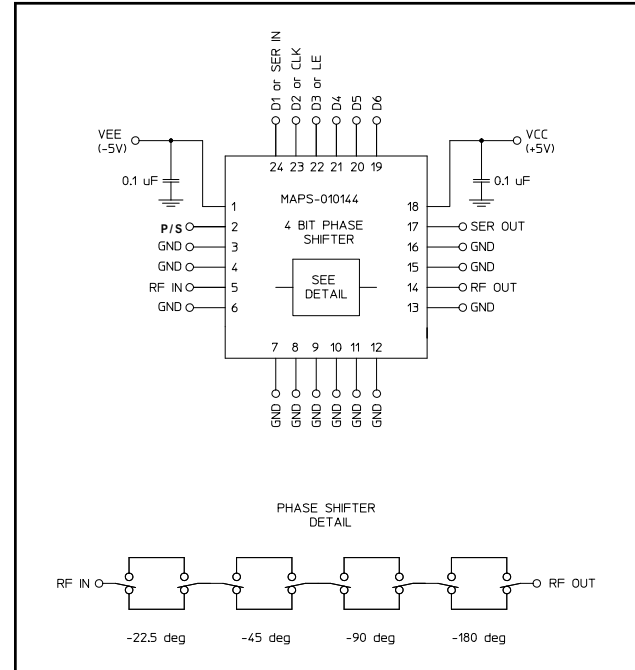 D1 or SER IN
D2 or CLK
D3 or LE
D4
D5
D6
VEE
(-5V)
VCC
(+5V)
24 23 22 21 20 19
0.1 uF
0.1 uF
MAPS-010144
4 BIT PHASE
SHIFTER
SEE
DETAIL
1
18
P/S 2
17 SER OUT
GND 3
16 GND
GND 4
15 GND
RF IN 5
14 RF OUT
GND 6
13 GND
7 8 9 10 11 12
GND GND GND GND GND GND
PHASE SHIFTER
DETAIL
RF IN
RF OUT
-22.5 deg -45 deg -90 deg -180 deg